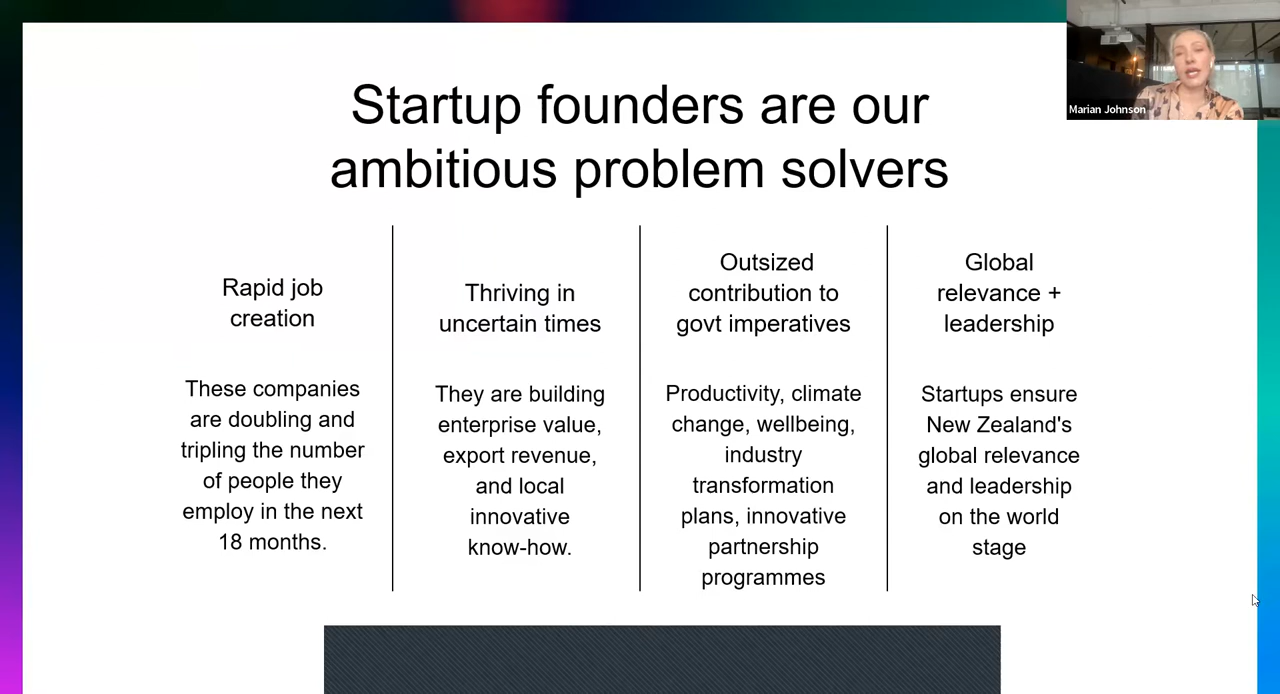 Startup founders are our
ambitious problem solvers
Marian Johnson
Rapid job
creation
These companies
are doubling and
tripling the number
of people they
employ in the next
18 months.
Thriving in
uncertain times
They are building
enterprise value,
export revenue,
and local
innovative
know-how.
Outsized
contribution to
govt imperatives
Productivity, climate
change, wellbeing,
industry
transformation
plans, innovative
partnership
programmes
Global
relevance +
leadership
Startups ensure
New Zealand's
global relevance
and leadership
on the world
stage